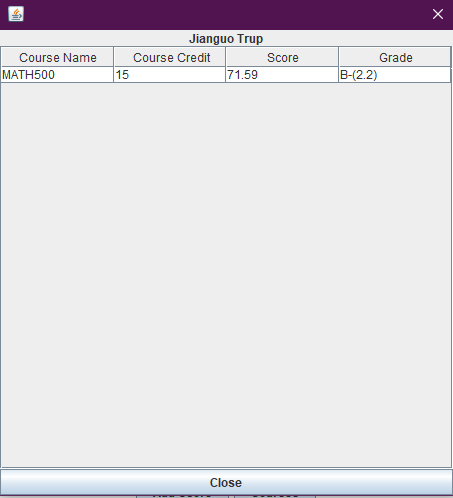 Jianguo Trup
Course Name Course Credit Score Grade
MATH500 15 71.59 B-(2.2)
Close